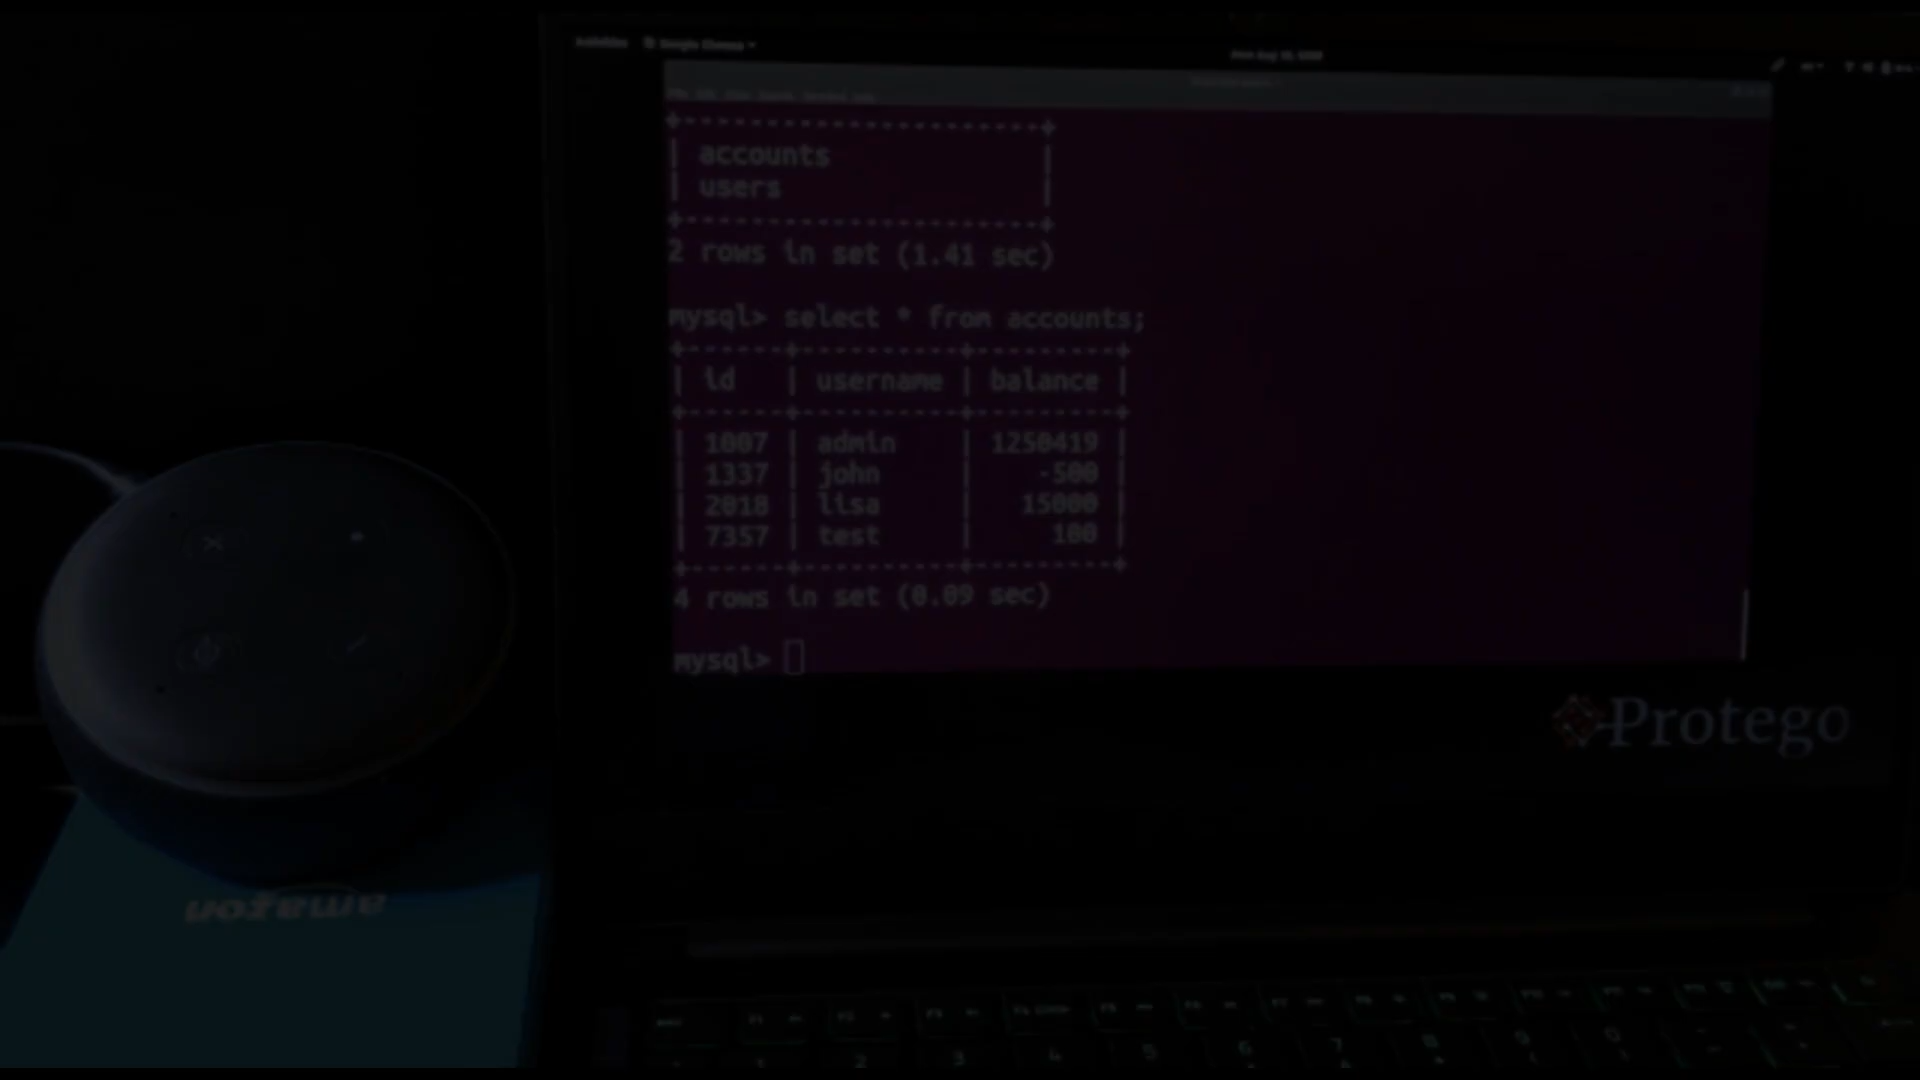 accounts
users
2 rows in set (1.41 sec)
mysql> select * from accounts;
| id | username | balance |
| 1007 | admin | 1250419 |
| 1337 | john | -500 |
| 2018 | lisa | 15000 |
| 7357 | test | 100 |
4 rows in set (0.09 sec)
mysql>
Protego
amazon